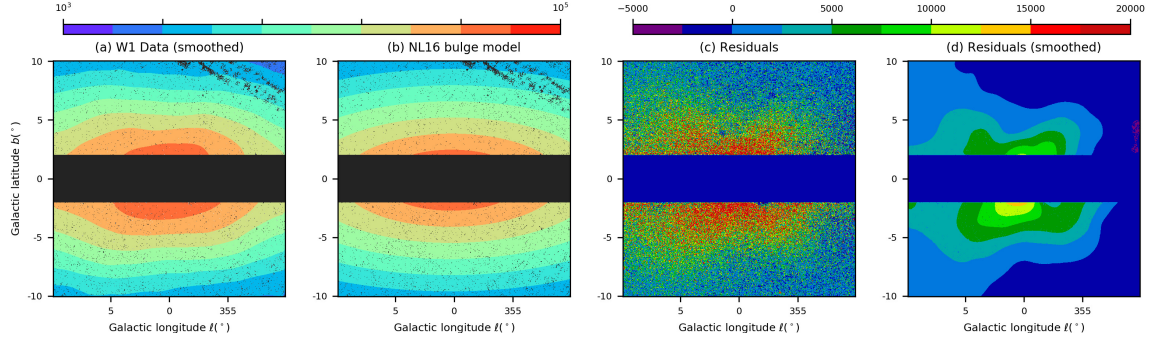 10³ 10⁵ −5000 0 5000 10000 15000 20000
(a) W1 Data (smoothed) (b) NL16 bulge model (c) Residuals (d) Residuals (smoothed)
10 10 10 10
5 5 5 5
0 0 0 0
-5 -5 -5 -5
-10 -10 -10 -10
Galactic latitude b(°)
5 0 355 5 0 355 5 0 355 5 0 355
Galactic longitude ℓ(°) Galactic longitude ℓ(°) Galactic longitude ℓ(°) Galactic longitude ℓ(°)